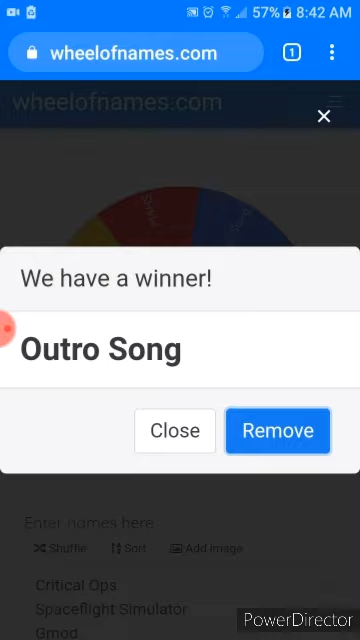 57% 8:42 AM
wheelofnames.com
1
wheelofnames.com
We have a winner!
Outro Song
Close
Remove
Enter names here
Shuffle Sort Add image
Critical Ops
Spaceflight Simulator
Gmod
PowerDirector